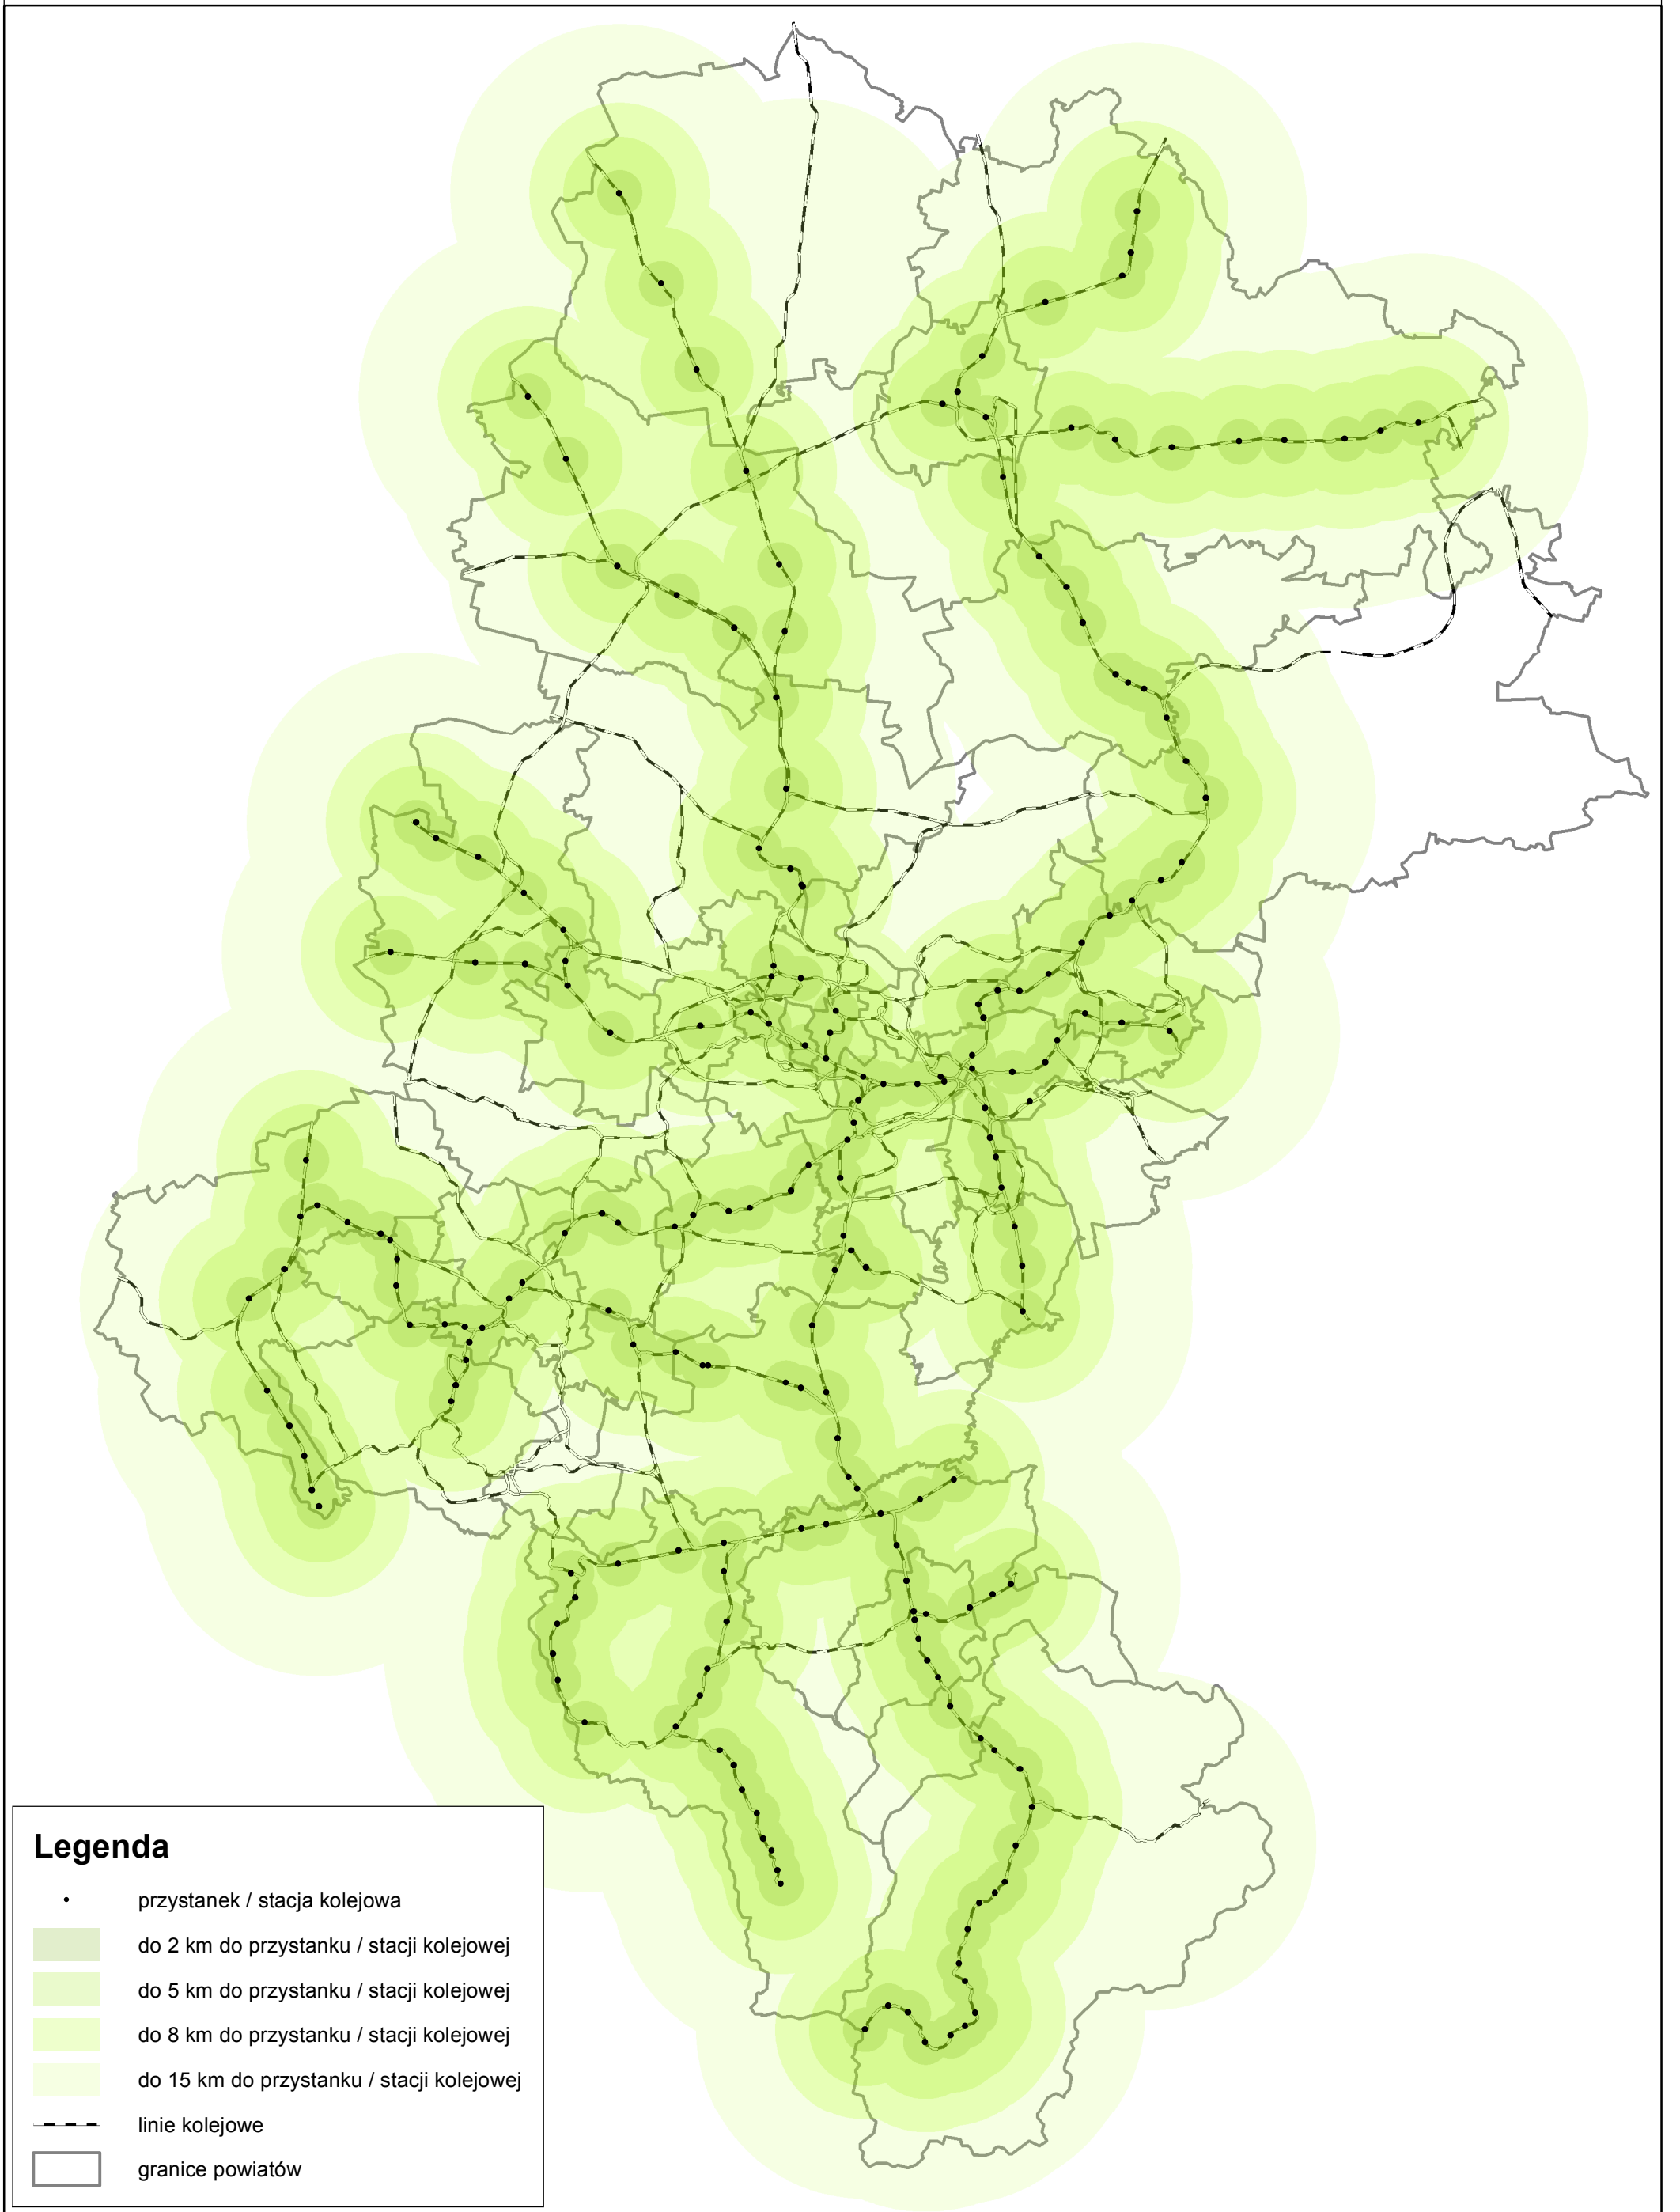 Legenda
przystanek / stacja kolejowa
do 2 km do przystanku / stacji kolejowej
do 5 km do przystanku / stacji kolejowej
do 8 km do przystanku / stacji kolejowej
do 15 km do przystanku / stacji kolejowej
linie kolejowe
granice powiatów